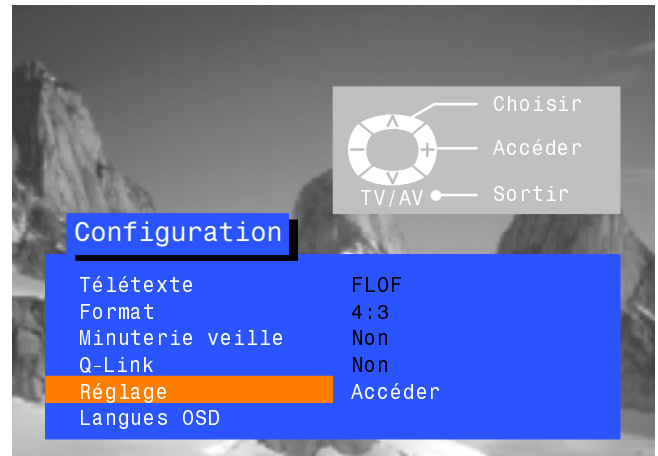 Choisir
Accéder
TV/AV Sortir
Configuration
Télétexte FLOF
Format 4:3
Minuterie veille Non
Q-Link Non
Réglage Accéder
Langues OSD